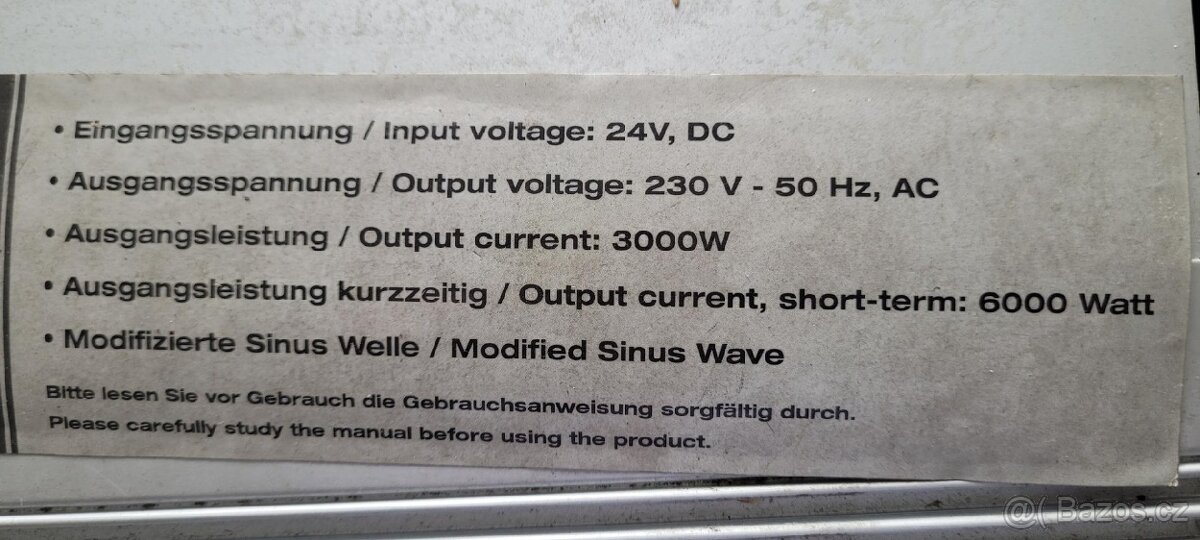 • Eingangsspannung / Input voltage: 24V, DC
• Ausgangsspannung / Output voltage: 230 V - 50 Hz, AC
• Ausgangsleistung / Output current: 3000W
• Ausgangsleistung kurzzeitig / Output current, short-term: 6000 Watt
• Modifizierte Sinus Welle / Modified Sinus Wave
Bitte lesen Sie vor Gebrauch die Gebrauchsanweisung sorgfältig durch.
Please carefully study the manual before using the product.
@( Bazos.cz